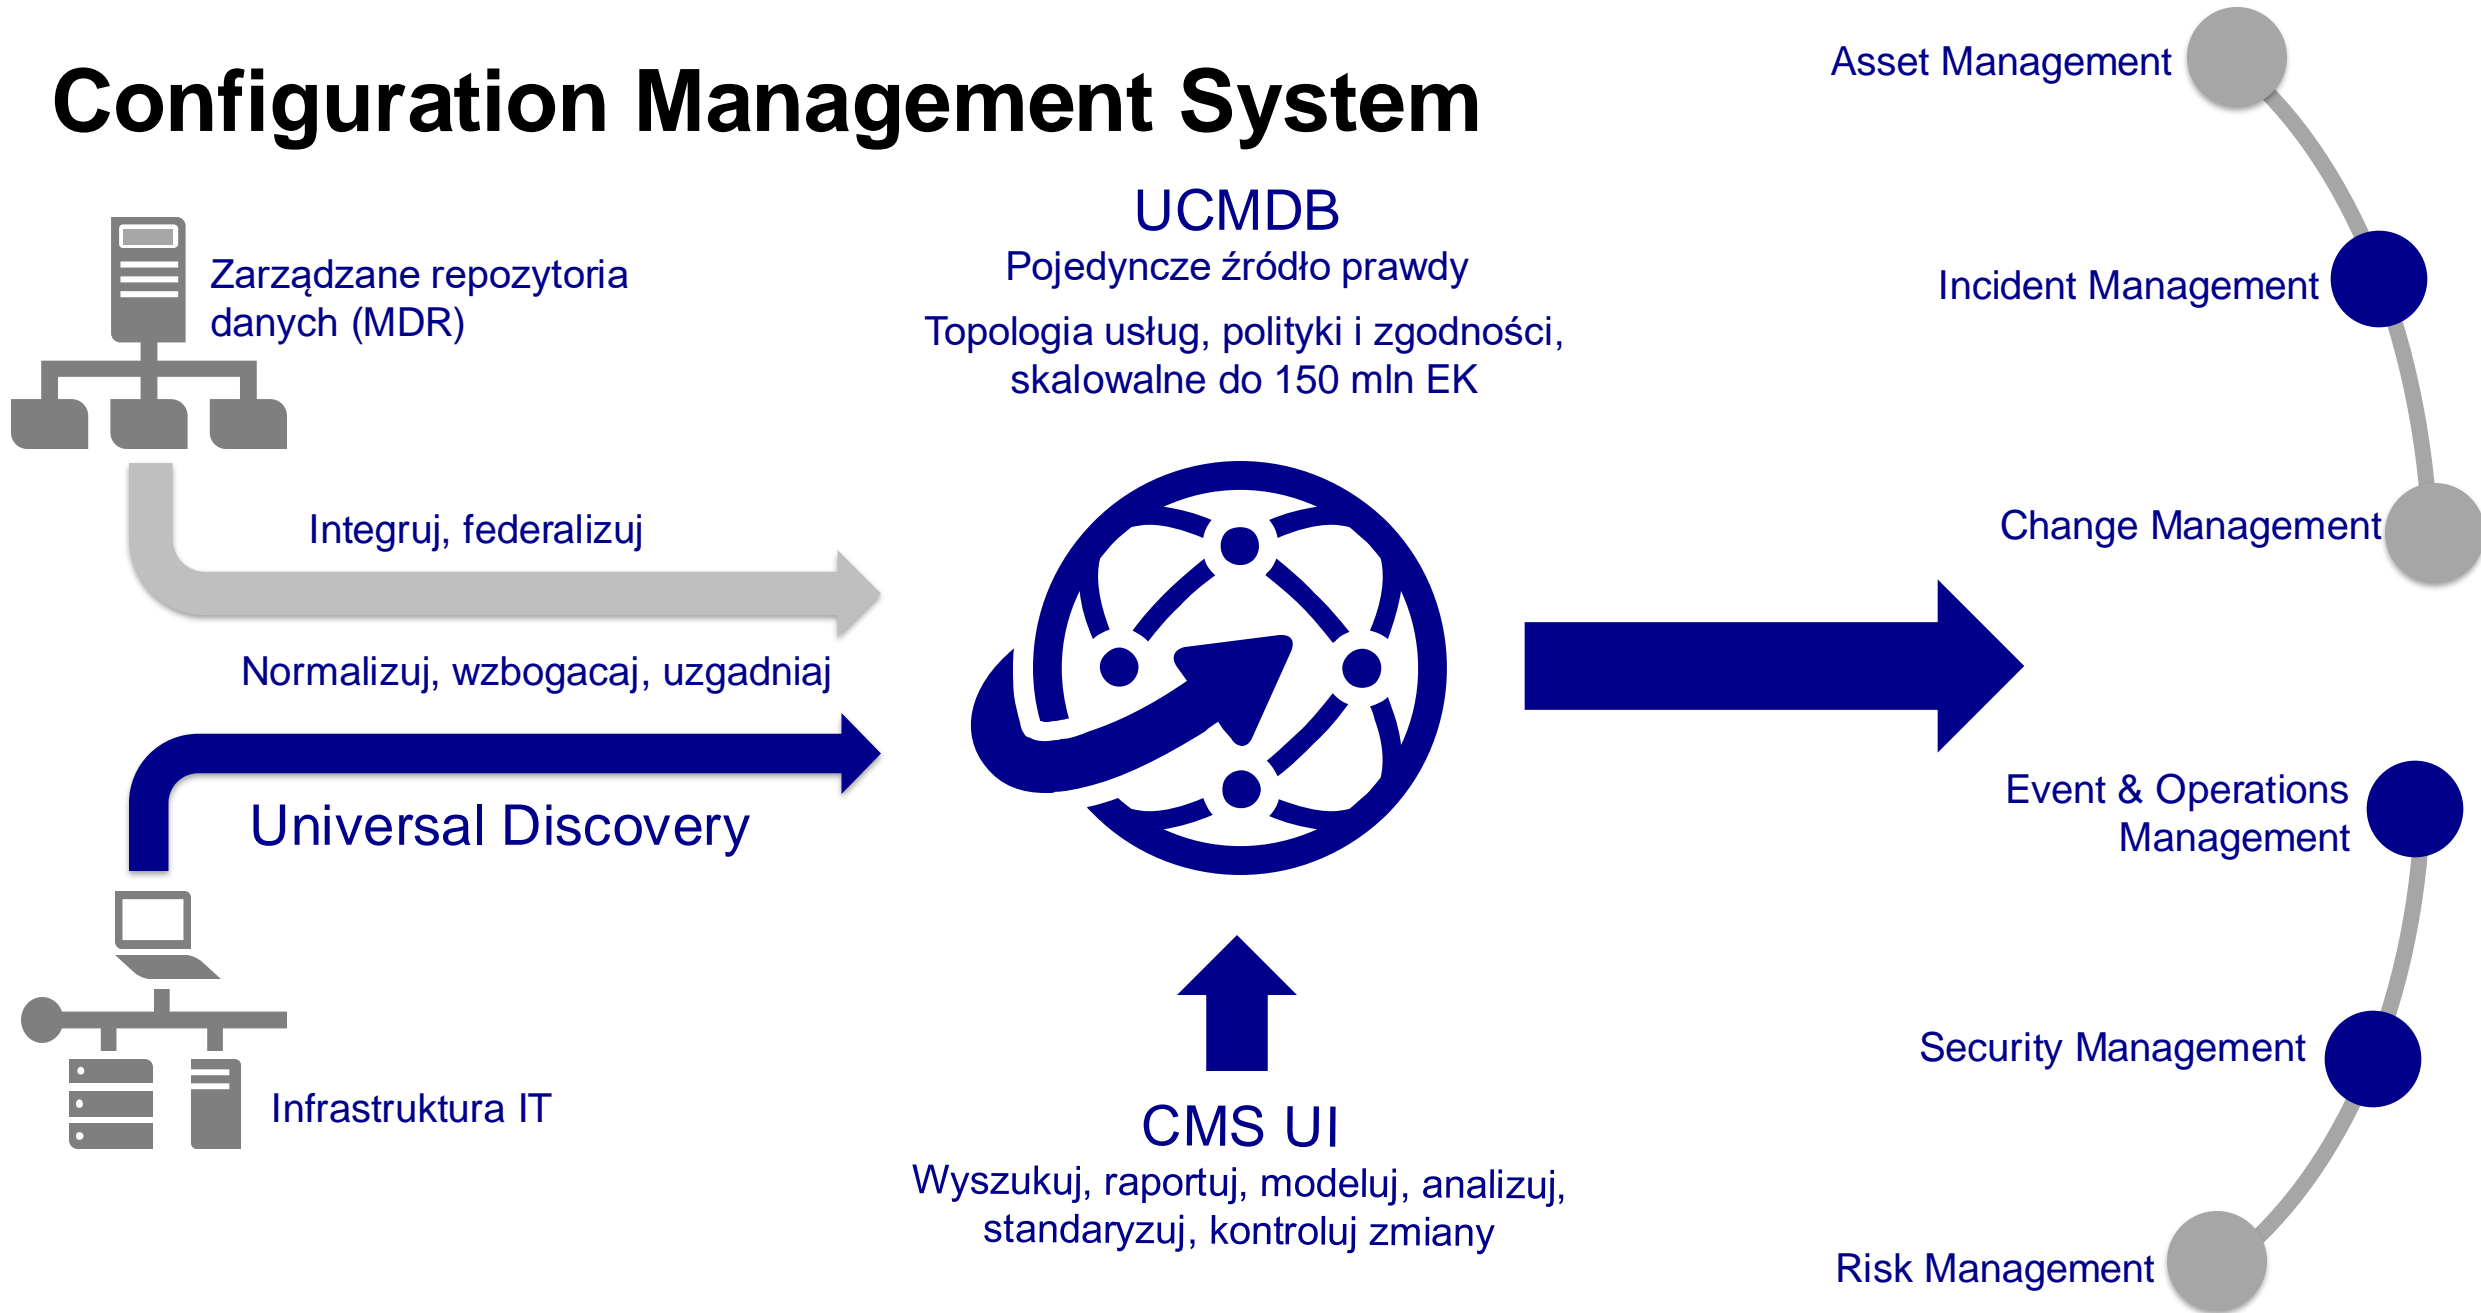 Configuration Management System
Zarządzane repozytoria
danych (MDR)
Integruj, federalizuj
Normalizuj, wzbogacaj, uzgadniaj
Universal Discovery
Infrastruktura IT
UCMDB
Pojedyncze źródło prawdy
Topologia usług, polityki i zgodności,
skalowalne do 150 mln EK
CMS UI
Wyszukuj, raportuj, modeluj, analizuj,
standaryzuj, kontroluj zmiany
Asset Management
Incident Management
Change Management
Event & Operations
Management
Security Management
Risk Management